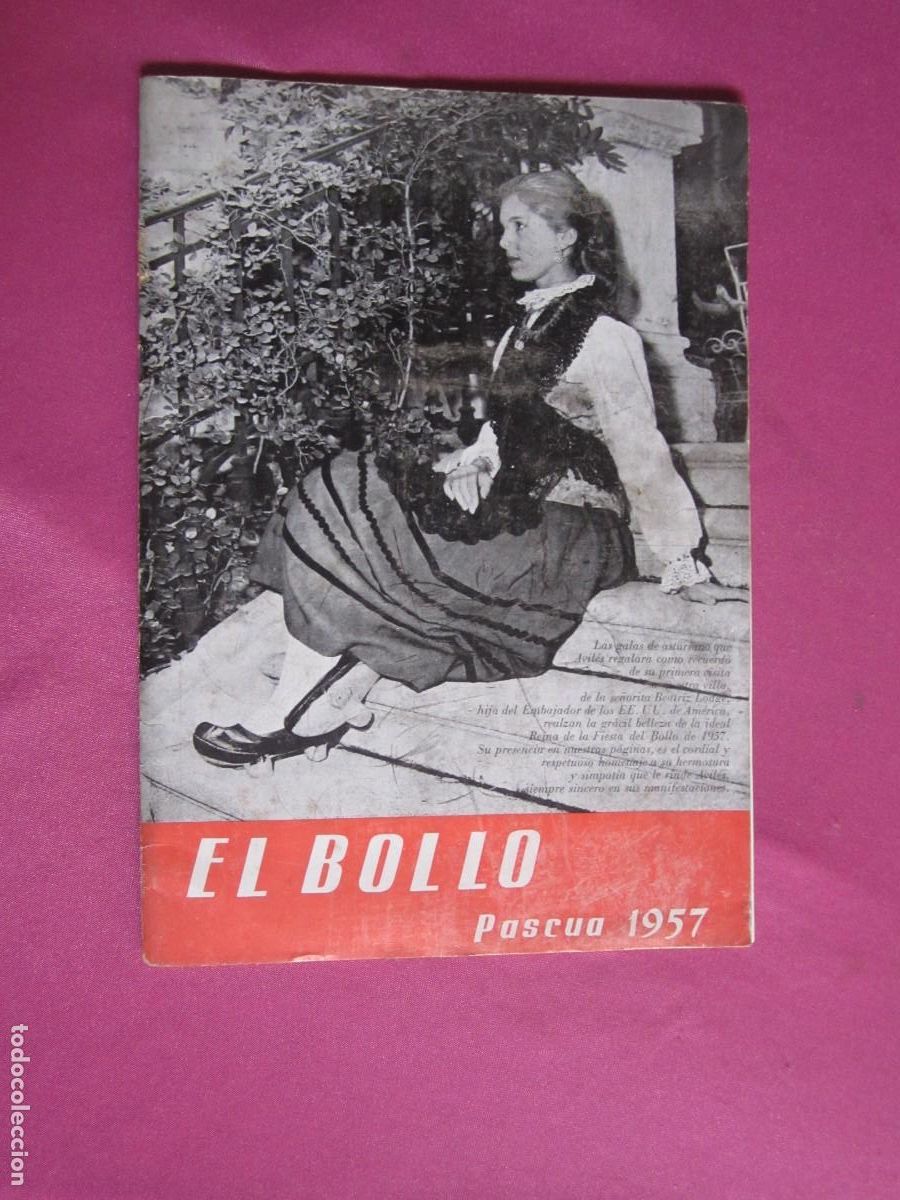 Las galas de asturiana que
Avilés regalara como recuerdo
de su primera visita
villa,
de la señorita Beatriz Lodge,
hija del Embajador de los EE. UU. de América,
realzan la grácil belleza de la ideal
Reina de la Fiesta del Bollo de 1957.
Su presencia en nuestras páginas, es el cordial y
respetuoso homenaje a su hermosura
y simpatía que le rinde Avilés,
siempre sincero en sus manifestaciones.
EL BOLLO
Pascua 1957
todocoleccion